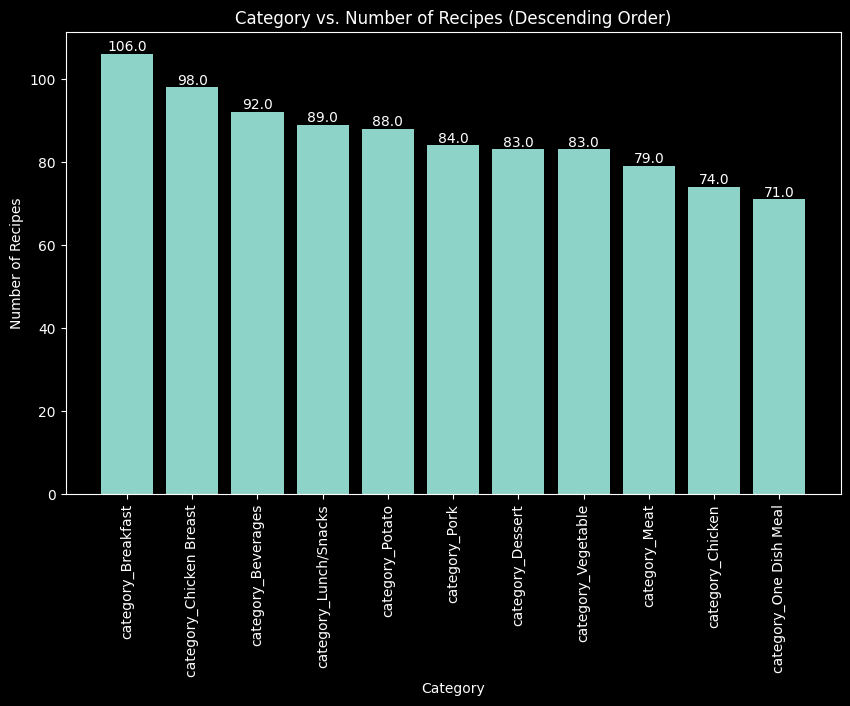 Category vs. Number of Recipes (Descending Order)
Number of Recipes
100
80
60
40
20
0
106.0
98.0
92.0
89.0
88.0
84.0
83.0
83.0
79.0
74.0
71.0
category_Breakfast
category_Chicken Breast
category_Beverages
category_Lunch/Snacks
category_Potato
category_Pork
category_Dessert
category_Vegetable
category_Meat
category_Chicken
category_One Dish Meal
Category